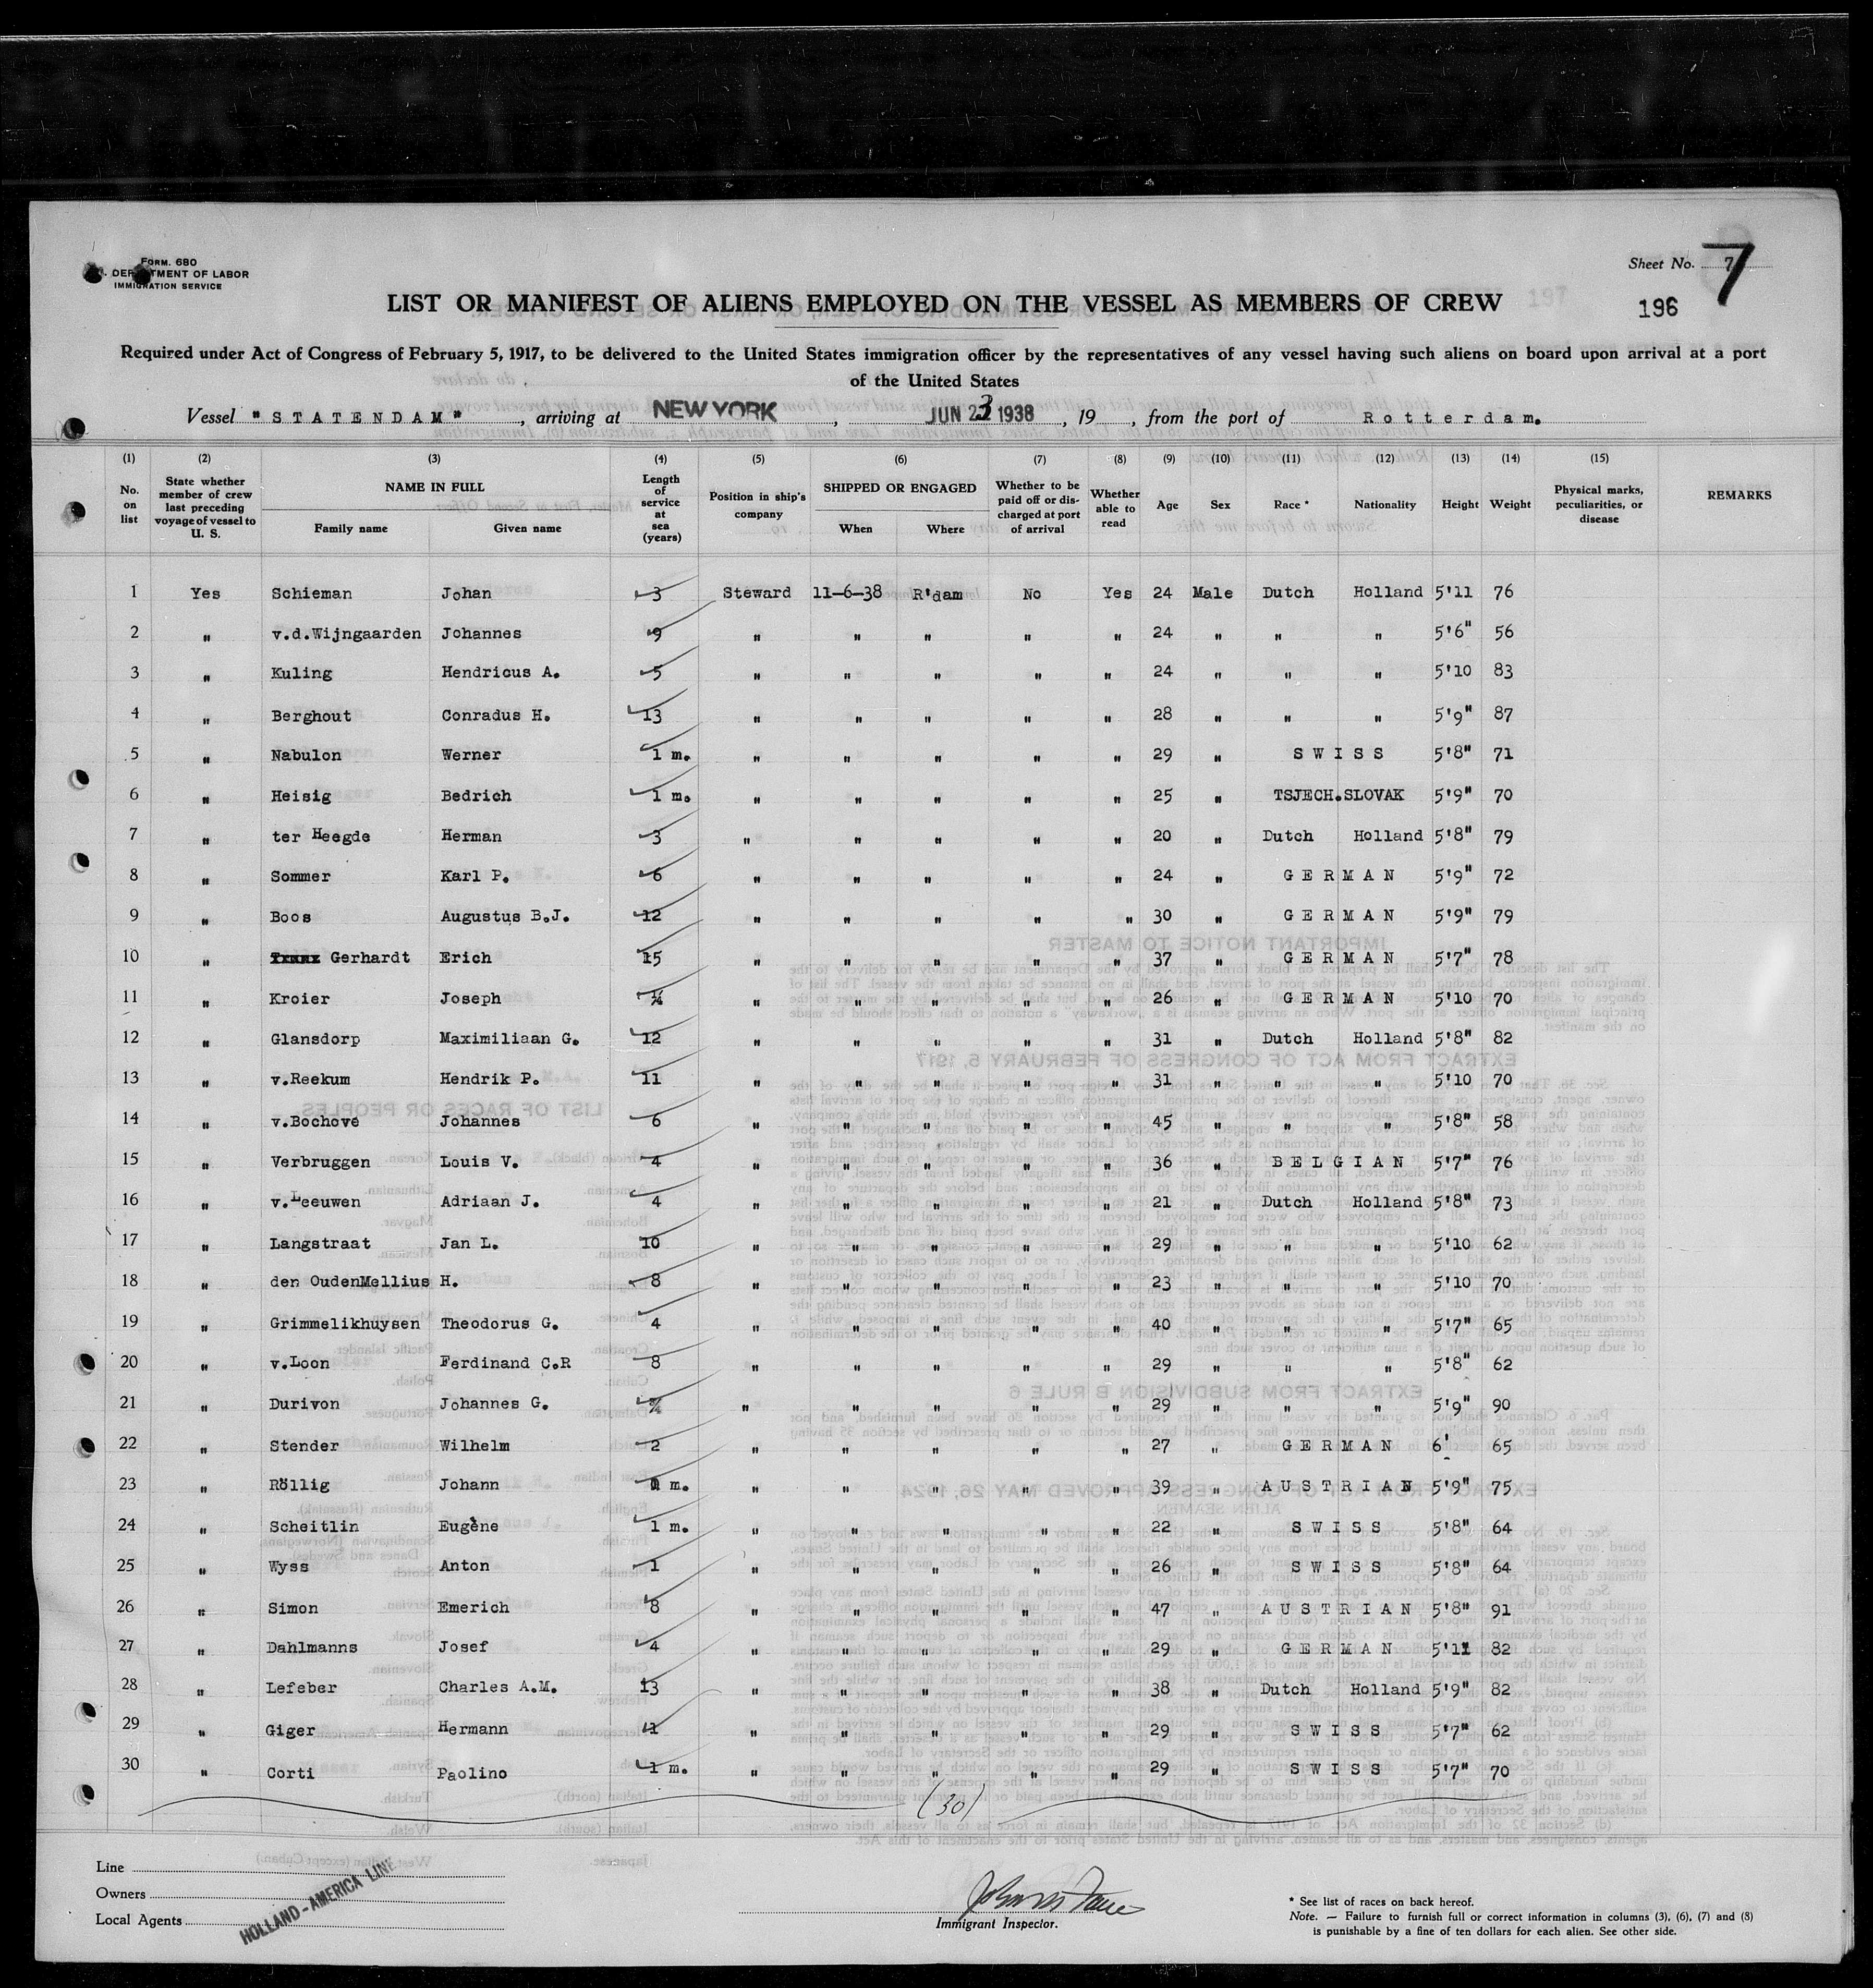 FORM. 680
DEPARTMENT OF LABOR
IMMIGRATION SERVICE
Sheet No. 7
7
196
LIST OR MANIFEST OF ALIENS EMPLOYED ON THE VESSEL AS MEMBERS OF CREW
Required under Act of Congress of February 5, 1917, to be delivered to the United States immigration officer by the representatives of any vessel having such aliens on board upon arrival at a port
of the United States
Vessel "STATENDAM", arriving at NEW YORK, JUN 23 1938, 19, from the port of Rotterdam.
(1) (2) (3) (4) (5) (6) (7) (8) (9) (10) (11) (12) (13) (14) (15)
No. on list State whether member of crew last preceding voyage of vessel to U. S. NAME IN FULL Family name Given name Length of service at sea (years) Position in ship's company SHIPPED OR ENGAGED When Where Whether to be paid off or discharged at port of arrival Whether able to read Age Sex Race * Nationality Height Weight Physical marks, peculiarities, or disease REMARKS
1 Yes Schieman Johan 3 Steward 11-6-38 R'dam No Yes 24 Male Dutch Holland 5'11 76
2 " v.d.Wijngaarden Johannes 9 " " " " " 24 " " " 5'6" 56
3 " Kuling Hendricus A. 5 " " " " " 24 " " " 5'10 83
4 " Berghout Conradus H. 13 " " " " " 28 " " " 5'9" 87
5 " Nabulon Werner 1 m. " " " " " 29 " SWISS 5'8" 71
6 " Heisig Bedrich 1 m. " " " " " 25 " TSJECH.SLOVAK 5'9" 70
7 " ter Heegde Herman 3 " " " " " 20 " Dutch Holland 5'8" 79
8 " Sommer Karl P. 6 " " " " " 24 " GERMAN 5'9" 72
9 " Boos Augustus B.J. 12 " " " " " 30 " GERMAN 5'9" 79
10 " Gerhardt Erich 15 " " " " " 37 " GERMAN 5'7" 78
11 " Kroier Joseph " " " " " 26 " GERMAN 5'10 70
12 " Glansdorp Maximiliaan G. 12 " " " " " 31 " Dutch Holland 5'8" 82
13 " v.Reekum Hendrik P. 11 " " " " " 31 " " " 5'10 70
14 " v.Bochove Johannes 6 " " " " " 45 " " " 5'8" 58
15 " Verbruggen Louis V. 4 " " " " " 36 " BELGIAN 5'7" 76
16 " v.Leeuwen Adriaan J. 4 " " " " " 21 " Dutch Holland 5'8" 73
17 " Langstraat Jan L. 10 " " " " " 29 " " " 5'10 62
18 " den Ouden Mellius H. 8 " " " " " 23 " " " 5'10 70
19 " Grimmelikhuysen Theodorus G. 4 " " " " " 40 " " " 5'7" 65
20 " v.Loon Ferdinand C.R 8 " " " " " 29 " " " 5'8" 62
21 " Durivon Johannes G. " " " " " 29 " " " 5'9" 90
22 " Stender Wilhelm 2 " " " " " 27 " GERMAN 6' 65
23 " Röllig Johann m. " " " " " 39 " AUSTRIAN 5'9" 75
24 " Scheitlin Eugène 1 m. " " " " " 22 " SWISS 5'8" 64
25 " Wyss Anton 1 " " " " " 26 " SWISS 5'8" 64
26 " Simon Emerich 8 " " " " " 47 " AUSTRIAN 5'8" 91
27 " Dahlmanns Josef 4 " " " " " 29 " GERMAN 5'11 82
28 " Lefeber Charles A.M. 13 " " " " " 38 " Dutch Holland 5'9" 82
29 " Giger Hermann " " " " " 29 " SWISS 5'7" 62
30 " Corti Paolino 1 m. " " " " " 29 " SWISS 5'7" 70
(30)
Line
Owners
Local Agents
HOLLAND-AMERICA LINE
Immigrant Inspector.
* See list of races on back hereof.
Note. — Failure to furnish full or correct information in columns (3), (6), (7) and (8)
is punishable by a fine of ten dollars for each alien. See other side.